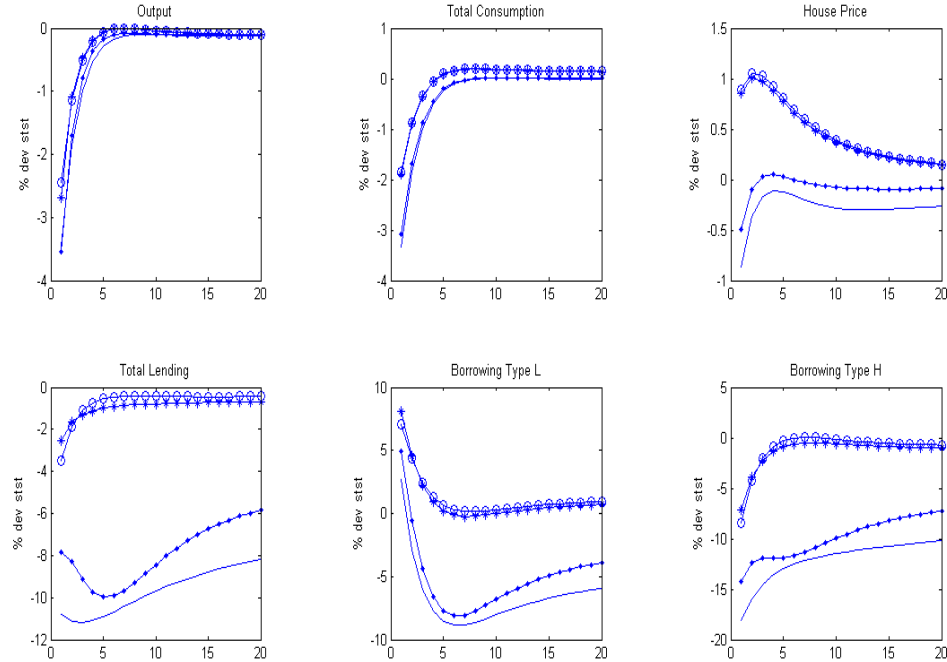 Output
Total Consumption
House Price
% dev stst
0
-1
-2
-3
-4
0 5 10 15 20
% dev stst
1
0
-1
-2
-3
-4
0 5 10 15 20
% dev stst
1.5
1
0.5
0
-0.5
-1
0 5 10 15 20
Total Lending
Borrowing Type L
Borrowing Type H
% dev stst
0
-2
-4
-6
-8
-10
-12
0 5 10 15 20
% dev stst
10
5
0
-5
-10
0 5 10 15 20
% dev stst
5
0
-5
-10
-15
-20
0 5 10 15 20